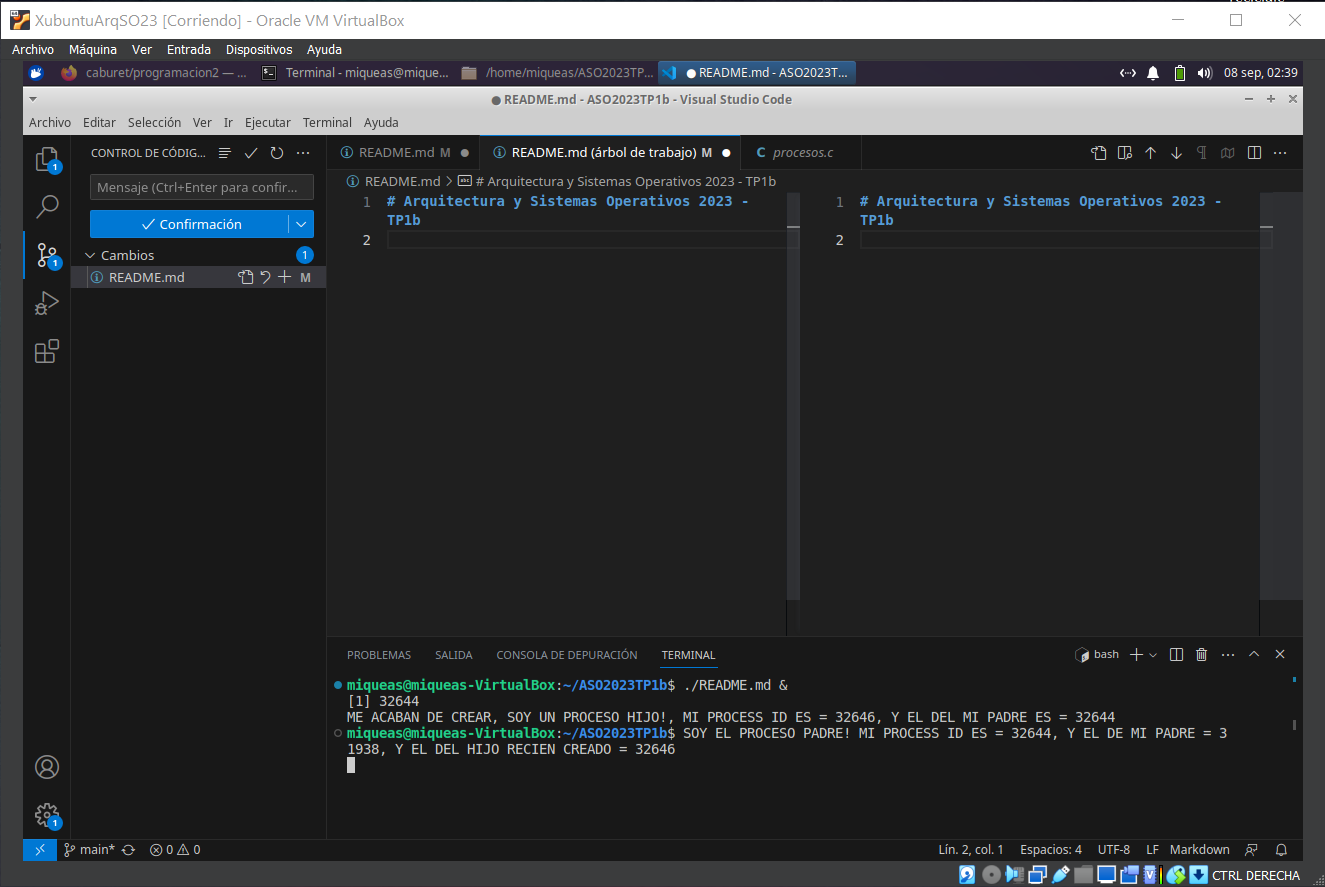 XubuntuArqSO23 [Corriendo] - Oracle VM VirtualBox
Archivo Máquina Ver Entrada Dispositivos Ayuda
caburet/programacion2 — ... Terminal - miqueas@mique... /home/miqueas/ASO2023TP... ● README.md - ASO2023T... 08 sep, 02:39
● README.md - ASO2023TP1b - Visual Studio Code
Archivo Editar Selección Ver Ir Ejecutar Terminal Ayuda
CONTROL DE CÓDIG... README.md M ● README.md (árbol de trabajo) M ● C procesos.c
README.md > # Arquitectura y Sistemas Operativos 2023 - TP1b
Mensaje (Ctrl+Enter para confir...
Confirmación
Cambios 1
README.md M
1 # Arquitectura y Sistemas Operativos 2023 -
TP1b
2
1 # Arquitectura y Sistemas Operativos 2023 -
TP1b
2
PROBLEMAS SALIDA CONSOLA DE DEPURACIÓN TERMINAL bash
miqueas@miqueas-VirtualBox:~/ASO2023TP1b$ ./README.md &
[1] 32644
ME ACABAN DE CREAR, SOY UN PROCESO HIJO!, MI PROCESS ID ES = 32646, Y EL DEL MI PADRE ES = 32644
miqueas@miqueas-VirtualBox:~/ASO2023TP1b$ SOY EL PROCESO PADRE! MI PROCESS ID ES = 32644, Y EL DE MI PADRE = 3
1938, Y EL DEL HIJO RECIEN CREADO = 32646
main* 0 0 Lín. 2, col. 1 Espacios: 4 UTF-8 LF Markdown
CTRL DERECHA